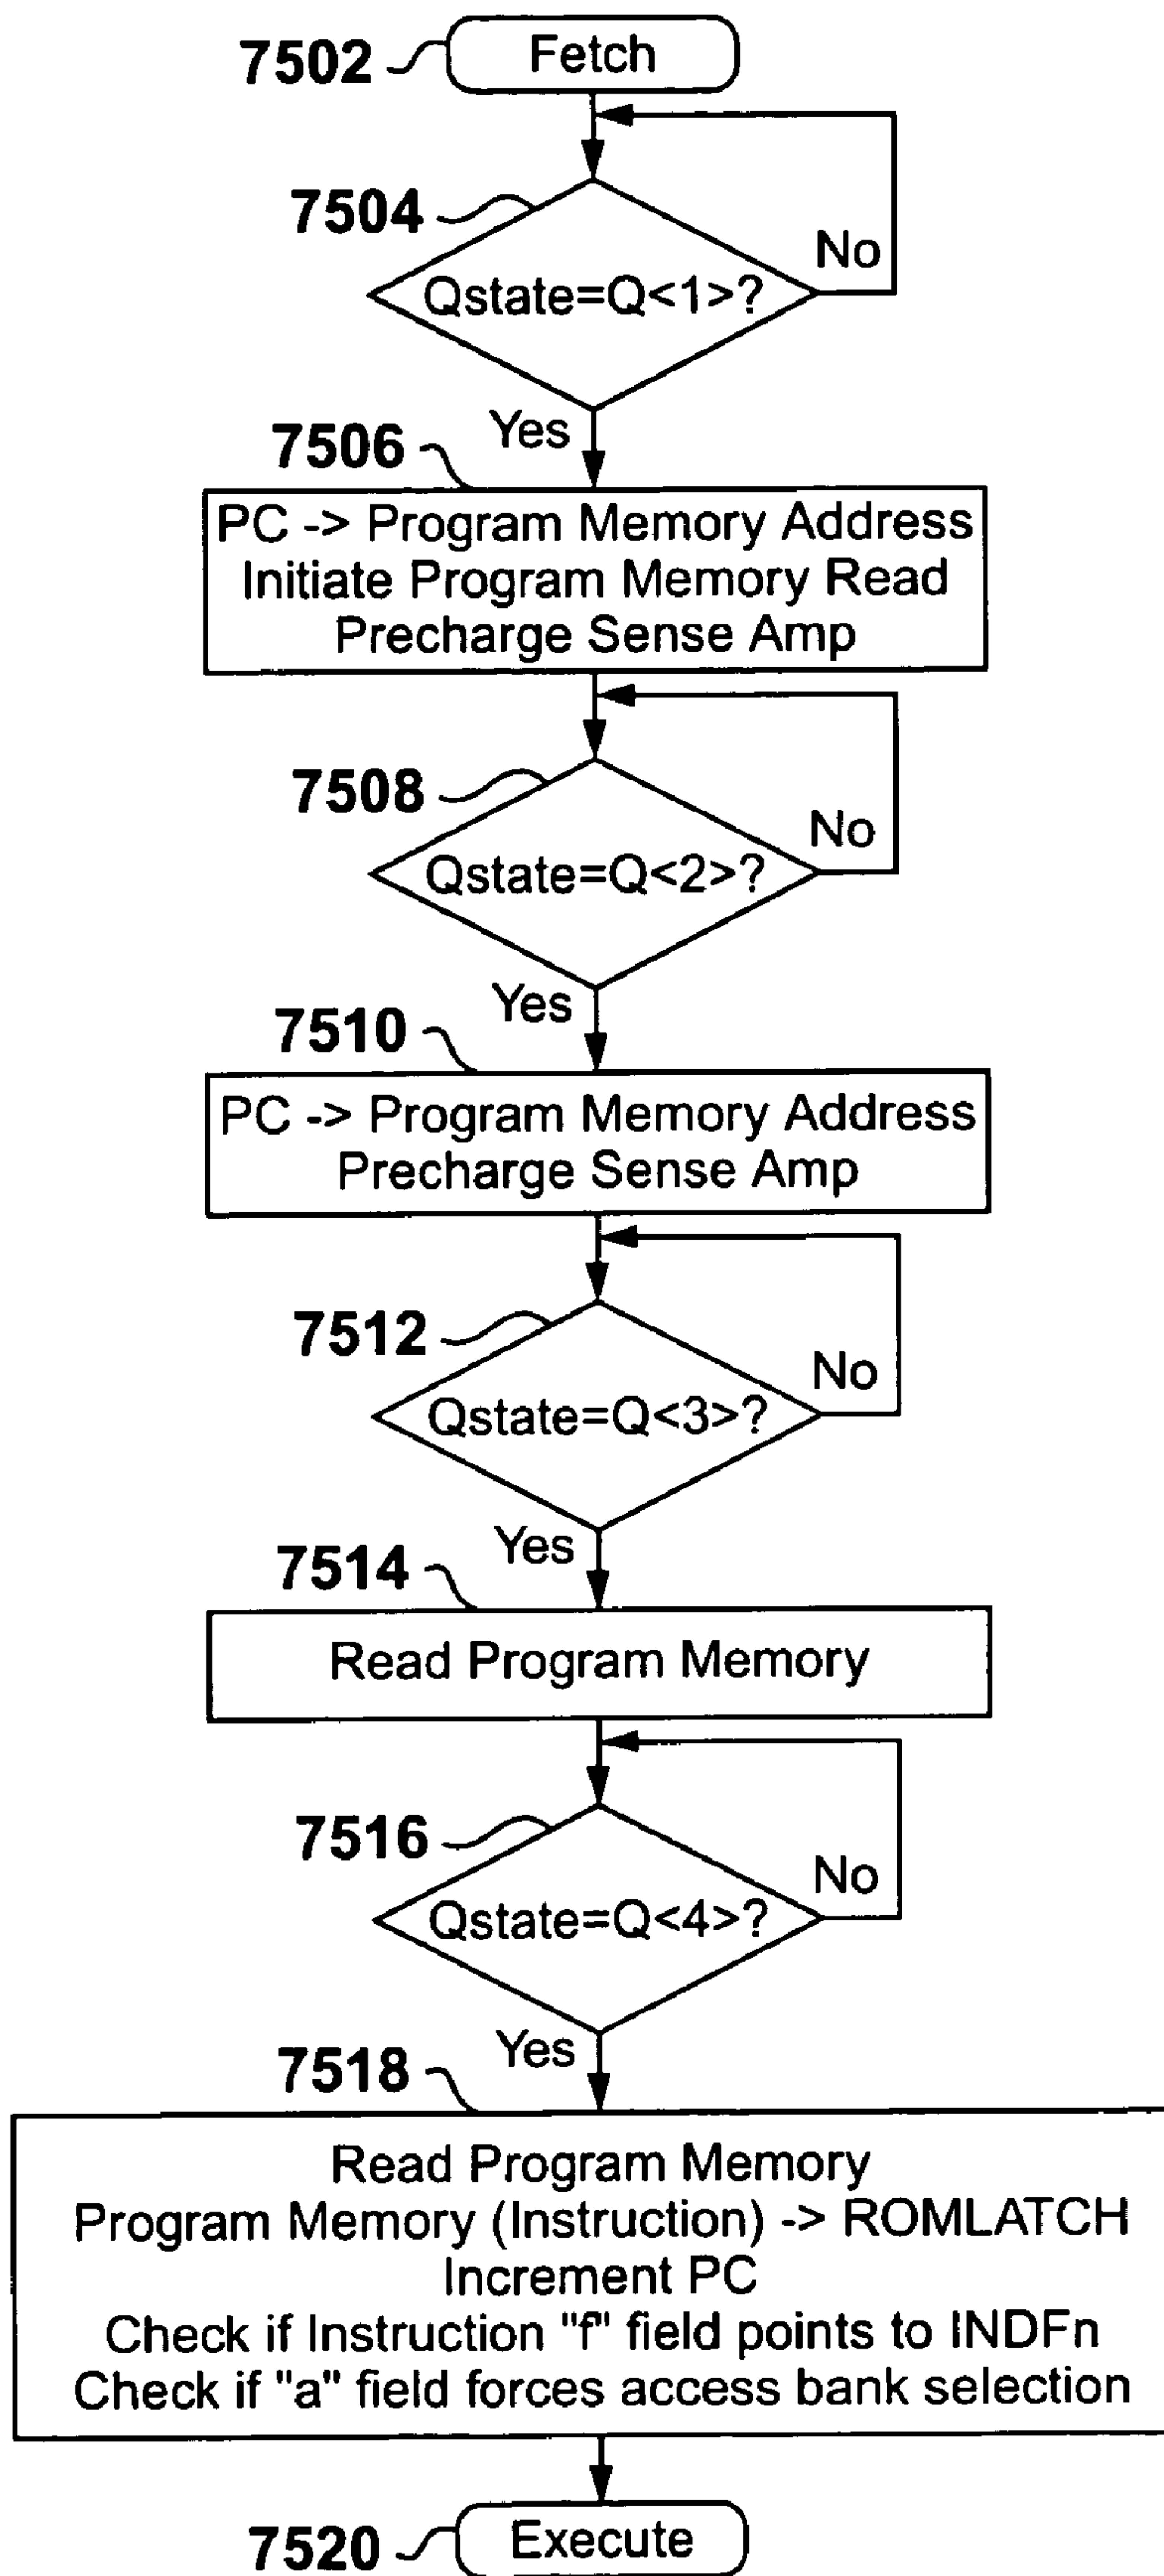 7502
Fetch
7504
Qstate=Q<1>?
No
Yes
7506
PC -> Program Memory Address
Initiate Program Memory Read
Precharge Sense Amp
7508
Qstate=Q<2>?
No
Yes
7510
PC -> Program Memory Address
Precharge Sense Amp
7512
Qstate=Q<3>?
No
Yes
7514
Read Program Memory
7516
Qstate=Q<4>?
No
Yes
7518
Read Program Memory
Program Memory (Instruction) -> ROMLATCH
Increment PC
Check if Instruction "f" field points to INDFn
Check if "a" field forces access bank selection
7520
Execute